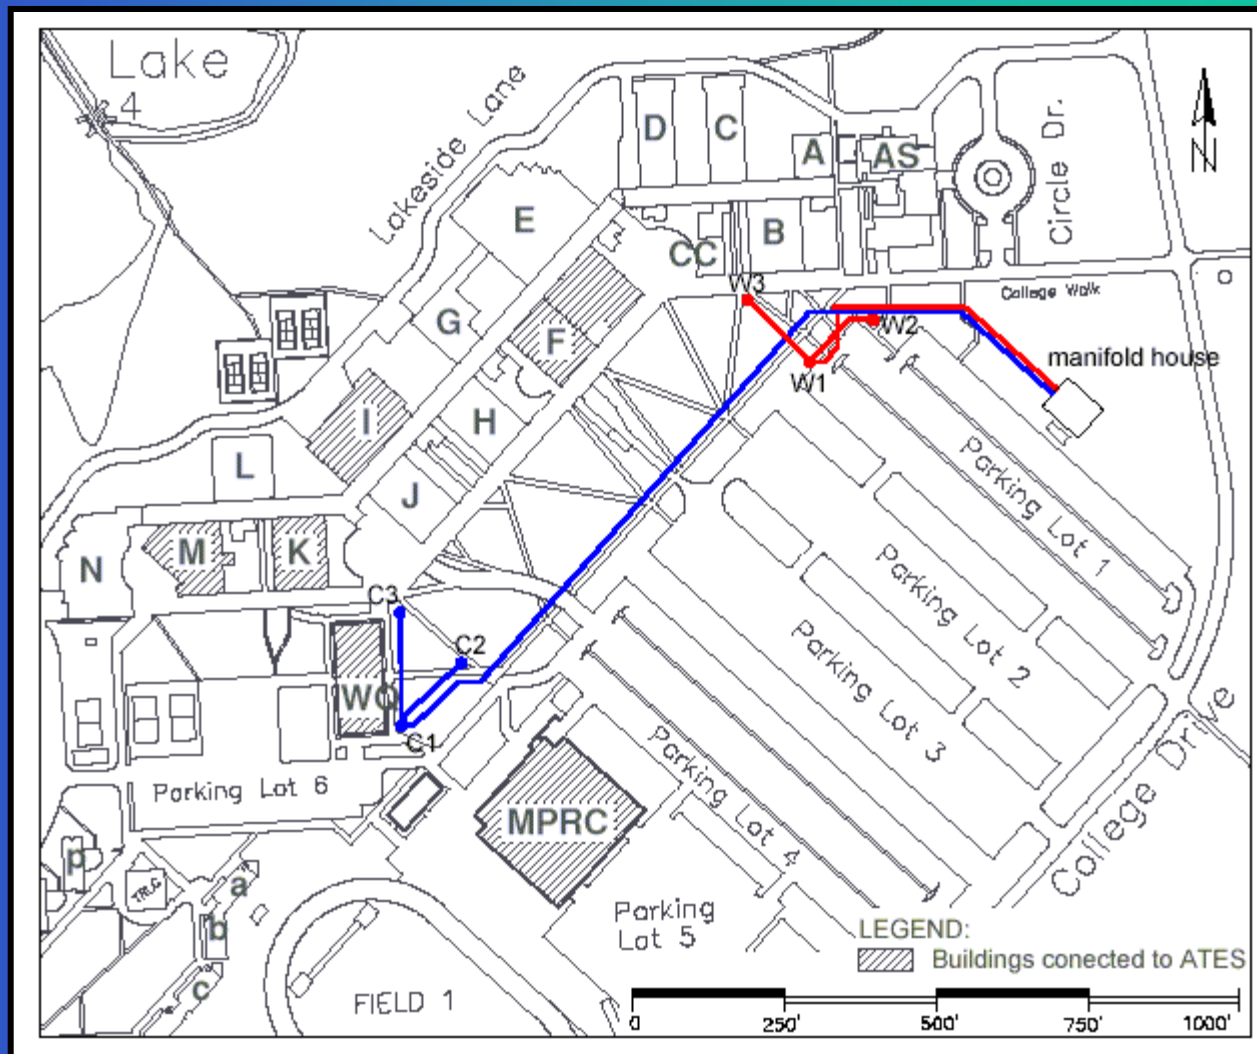 Lake
4
Lakeside Lane
D
C
A
AS
Circle Dr.
N
E
CC
B
W3
College Walk
G
F
W2
manifold house
W1
I
H
L
J
Parking Lot 1
M
K
N
Parking Lot 2
C3
C2
Parking Lot 3
WQ
C1
College Drive
Parking Lot 6
MPRC
Parking Lot 4
p
TRLC
a
b
Parking
Lot 5
LEGEND:
Buildings conected to ATES
c
FIELD 1
0 250' 500' 750' 1000'